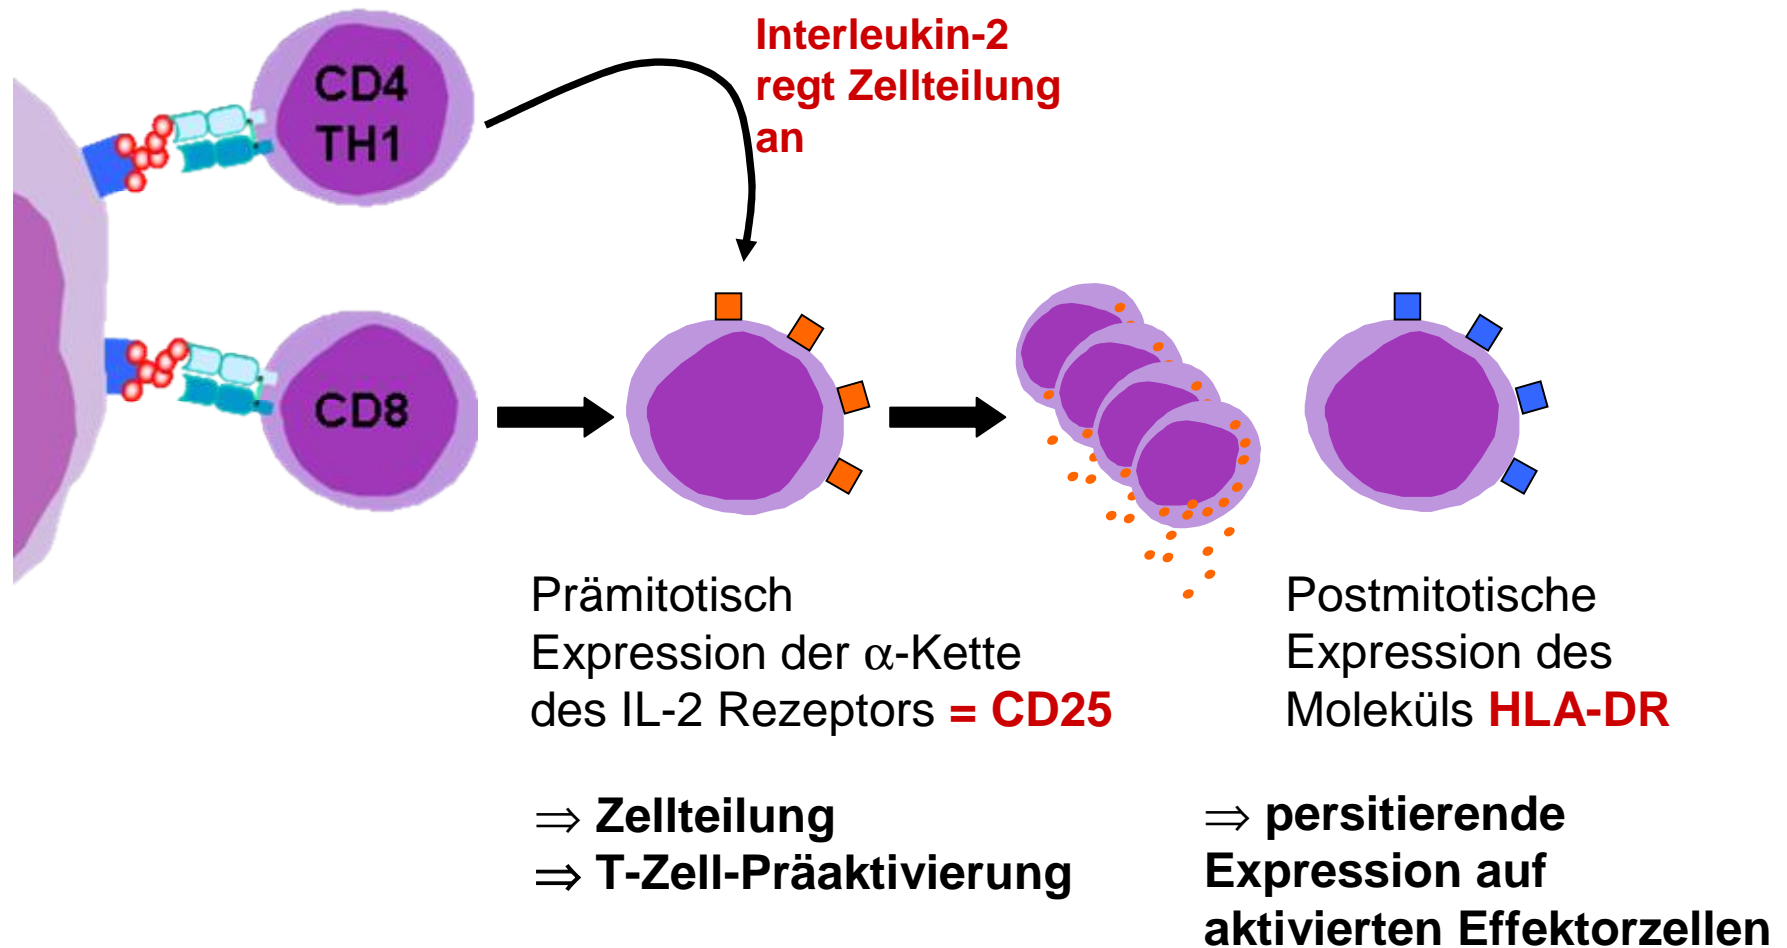 Interleukin-2
regt Zellteilung
an
CD4
TH1
CD8
Prämitotisch
Expression der α-Kette
des IL-2 Rezeptors = CD25
⇒ Zellteilung
⇒ T-Zell-Präaktivierung
Postmitotische
Expression des
Moleküls HLA-DR
⇒ persitierende
Expression auf
aktivierten Effektorzellen